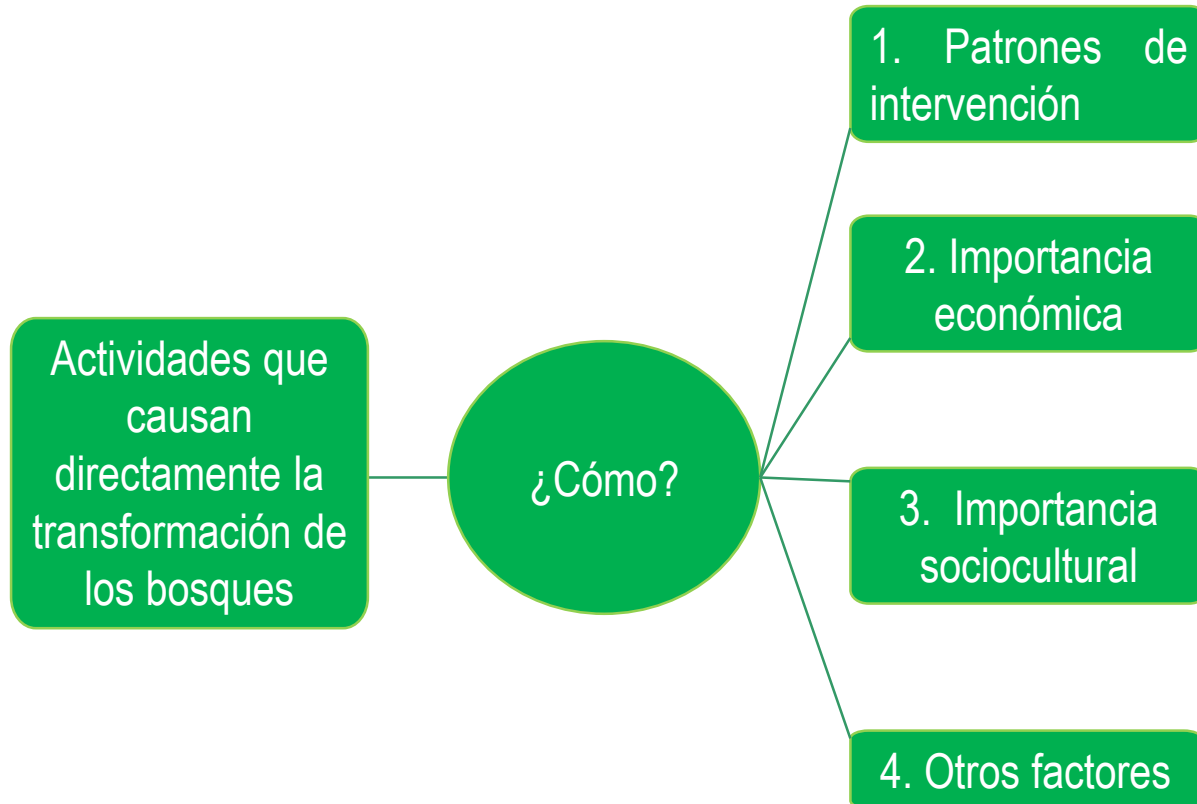 Actividades que
causan
directamente la
transformación de
los bosques
¿Cómo?
1. Patrones de
intervención
2. Importancia
económica
3. Importancia
sociocultural
4. Otros factores